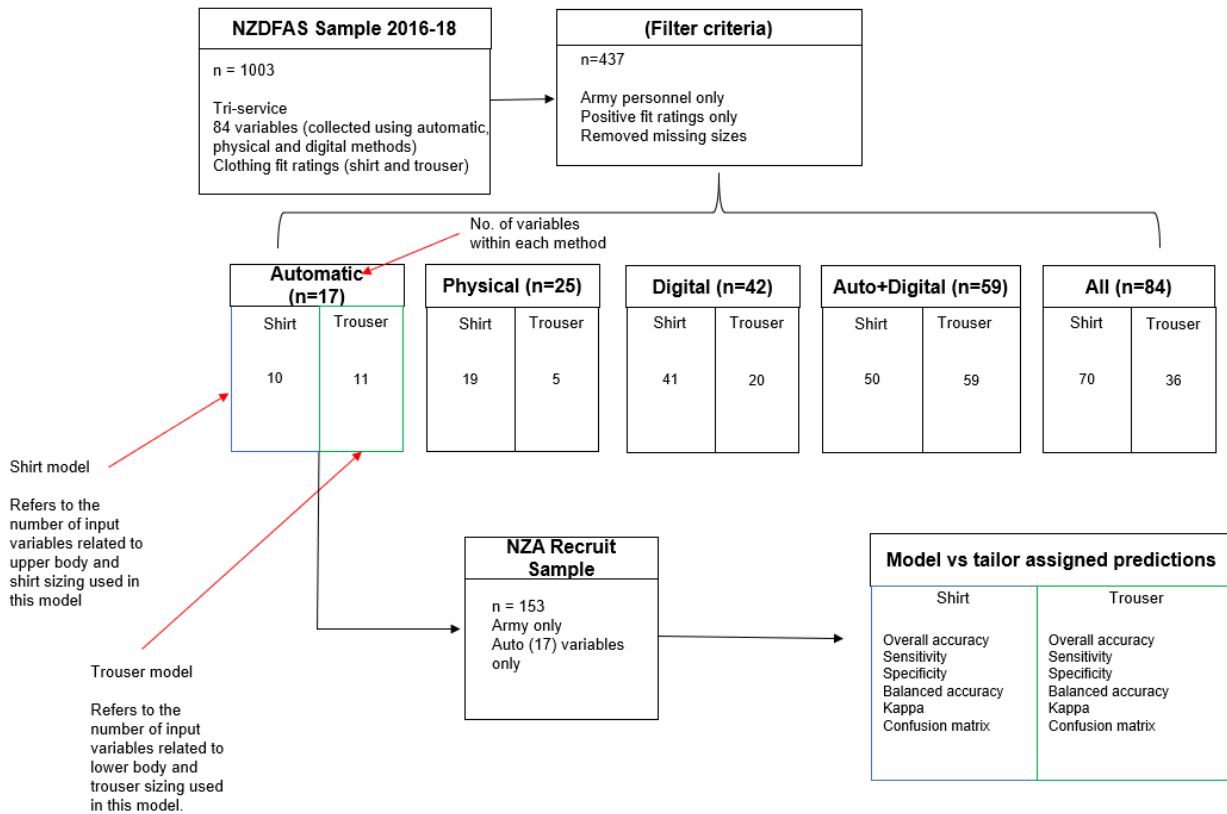 NZDFAS Sample 2016-18
n = 1003
Tri-service
84 variables (collected using automatic,
physical and digital methods)
Clothing fit ratings (shirt and trouser)
(Filter criteria)
n=437
Army personnel only
Positive fit ratings only
Removed missing sizes
No. of variables
within each method
Automatic
(n=17)
Shirt
Trouser
10
11
Physical (n=25)
Shirt
Trouser
19
5
Digital (n=42)
Shirt
Trouser
41
20
Auto+Digital (n=59)
Shirt
Trouser
50
59
All (n=84)
Shirt
Trouser
70
36
Shirt model
Refers to the
number of input
variables related to
upper body and
shirt sizing used in
this model
Trouser model
Refers to the
number of input
variables related to
lower body and
trouser sizing used
in this model.
NZA Recruit
Sample
n = 153
Army only
Auto (17) variables
only
Model vs tailor assigned predictions
Shirt
Overall accuracy
Sensitivity
Specificity
Balanced accuracy
Kappa
Confusion matrix
Trouser
Overall accuracy
Sensitivity
Specificity
Balanced accuracy
Kappa
Confusion matrix